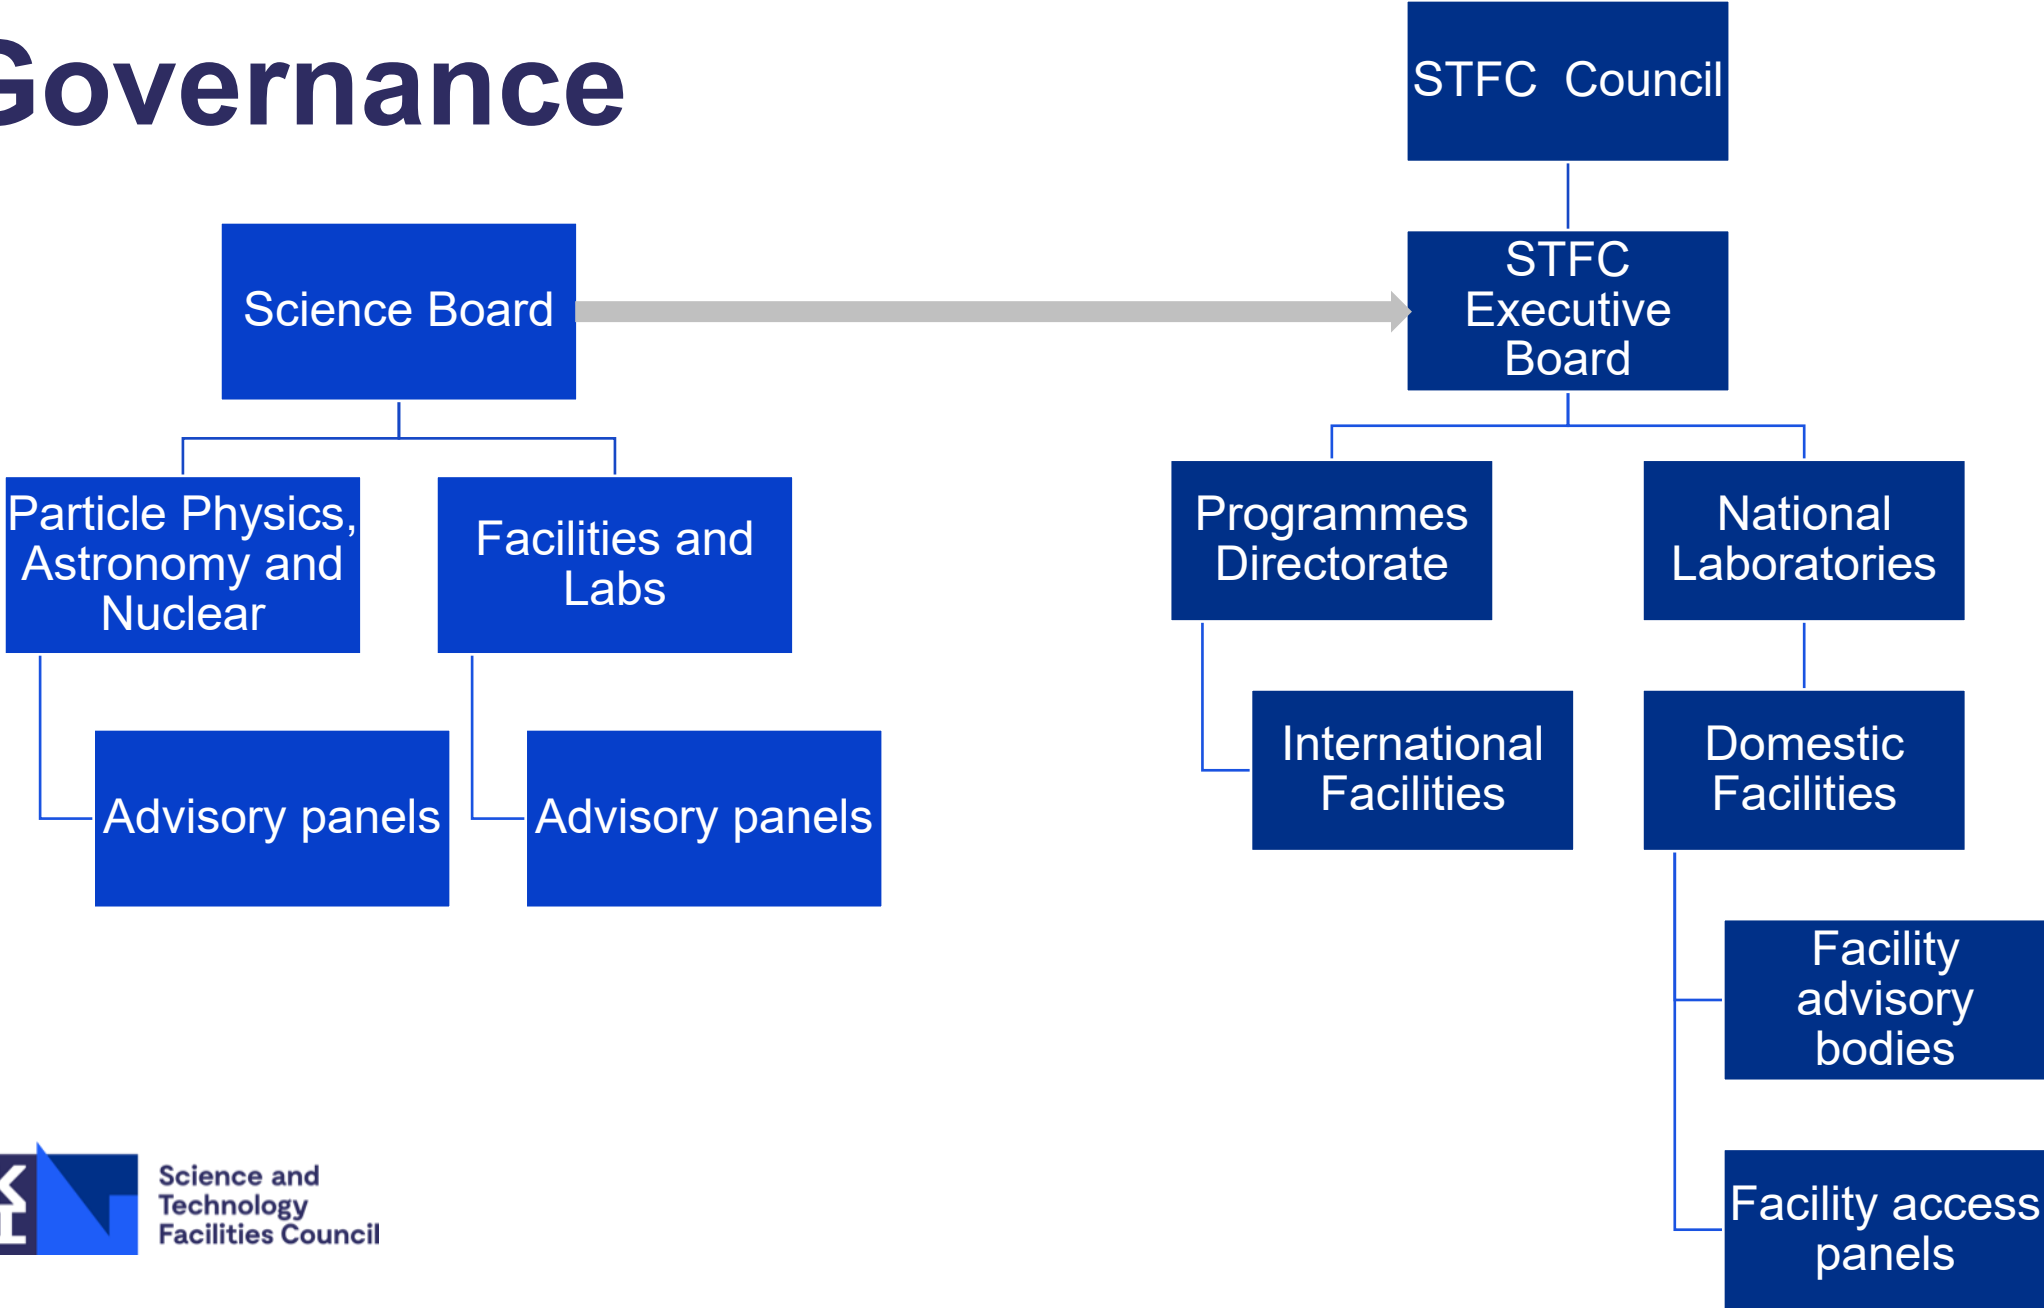 Governance
STFC Council
STFC
Executive
Board
Science Board
Particle Physics,
Astronomy and
Nuclear
Facilities and
Labs
Programmes
Directorate
National
Laboratories
Advisory panels
Advisory panels
International
Facilities
Domestic
Facilities
Facility
advisory
bodies
Facility access
panels
Science and
Technology
Facilities Council